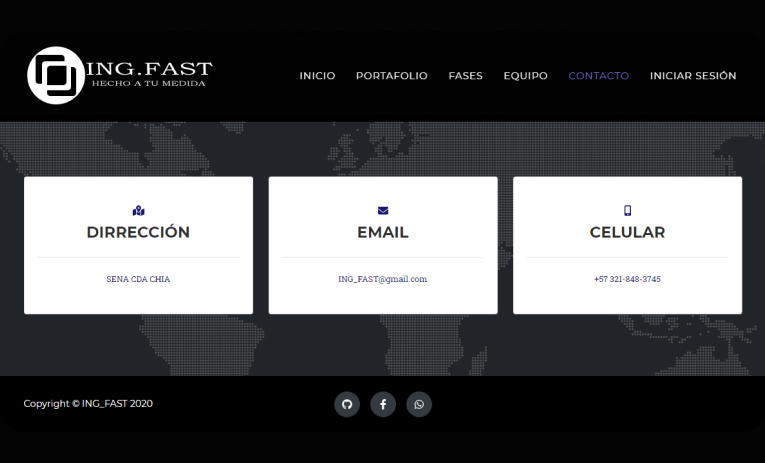 ING.FAST
HECHO A TU MEDIDA
INICIO PORTAFOLIO FASES EQUIPO CONTACTO INICIAR SESIÓN
DIRRECCIÓN EMAIL CELULAR
SENA CDA CHIA ING_FAST@gmail.com +57 321-848-3745
Copyright © ING_FAST 2020